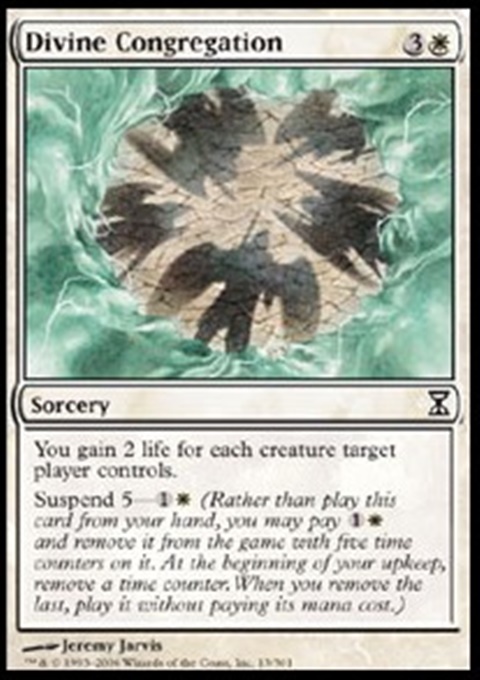 Divine Congregation 3
Sorcery
You gain 2 life for each creature target
player controls.
Suspend 5—1 (Rather than play this
card from your hand, you may pay 1
and remove it from the game with five time
counters on it. At the beginning of your upkeep,
remove a time counter. When you remove the
last, play it without paying its mana cost.)
Jeremy Jarvis
™ & © 1993–2006 Wizards of the Coast, Inc.